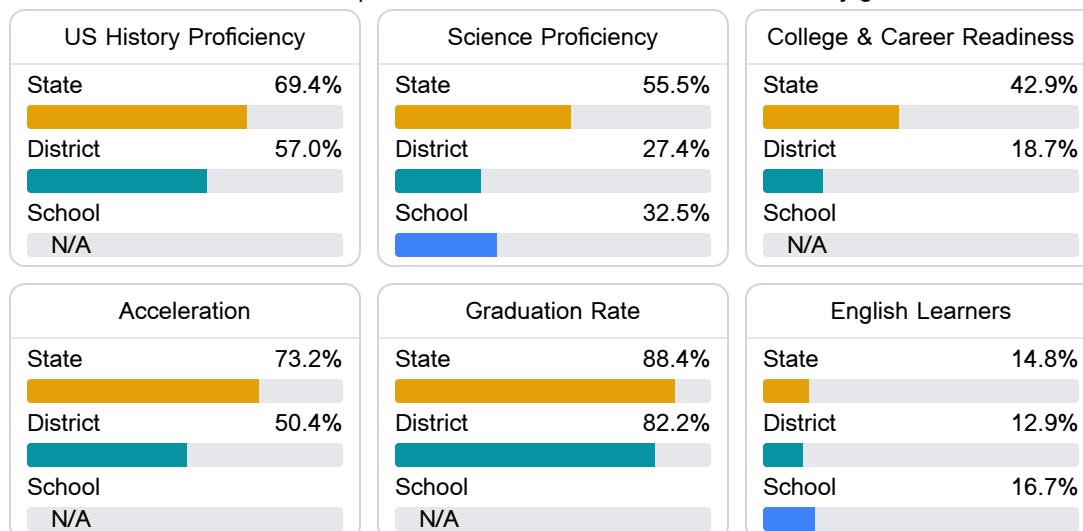 US History Proficiency
State 69.4%
District 57.0%
School
N/A
Science Proficiency
State 55.5%
District 27.4%
School 32.5%
College & Career Readiness
State 42.9%
District 18.7%
School
N/A
Acceleration
State 73.2%
District 50.4%
School
N/A
Graduation Rate
State 88.4%
District 82.2%
School
N/A
English Learners
State 14.8%
District 12.9%
School 16.7%